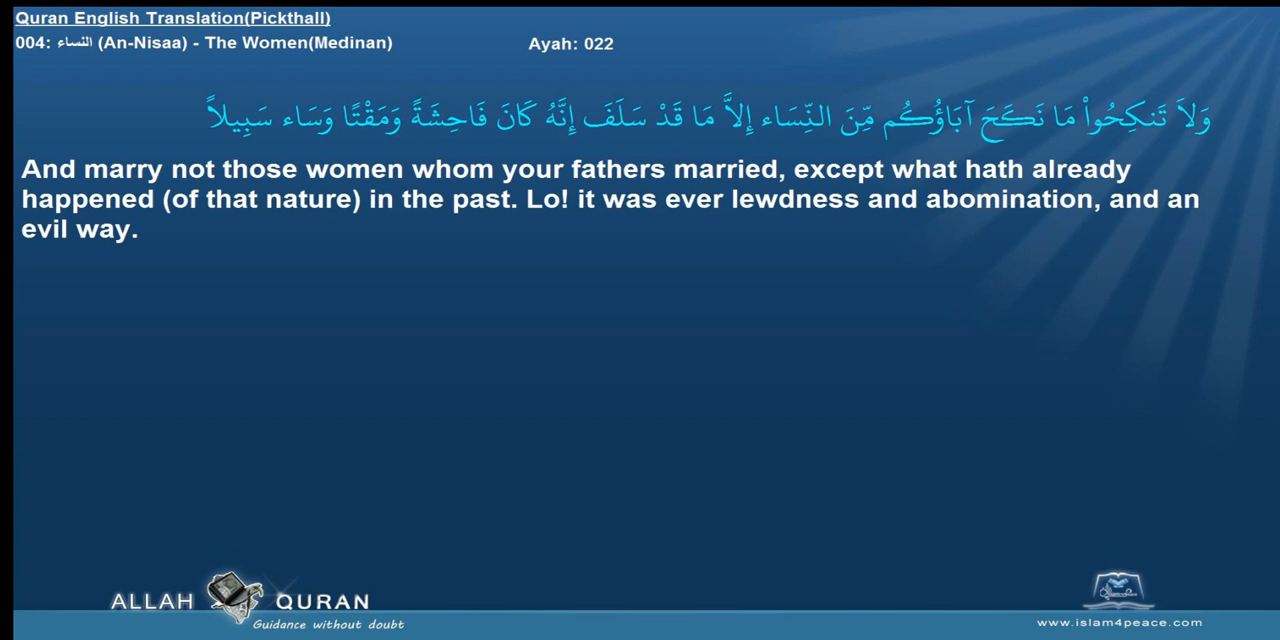 Quran English Translation(Pickthall)
004: النساء (An-Nisaa) - The Women(Medinan)
Ayah: 022
وَلاَ تَنكِحُواْ مَا نَكَحَ آبَاؤُكُم مِّنَ النِّسَاء إِلاَّ مَا قَدْ سَلَفَ إِنَّهُ كَانَ فَاحِشَةً وَمَقْتًا وَسَاء سَبِيلاً
And marry not those women whom your fathers married, except what hath already
happened (of that nature) in the past. Lo! it was ever lewdness and abomination, and an
evil way.
ALLAH QURAN
Guidance without doubt
www.islam4peace.com